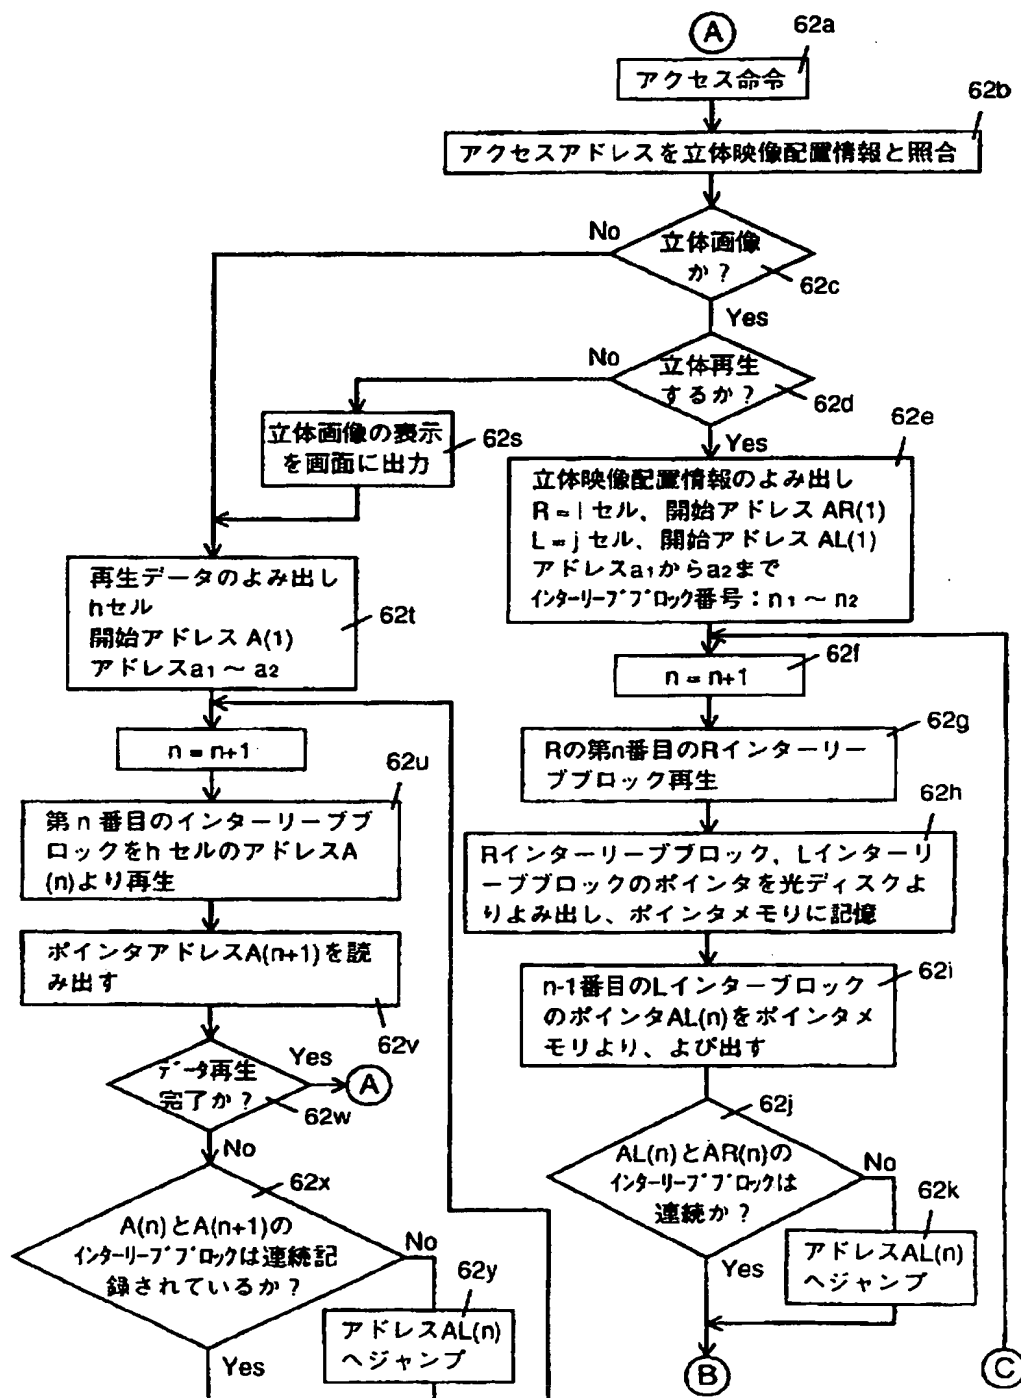 A
62a
アクセス命令
62b
アクセスアドレスを立体映像配置情報と照合
No
立体画像
か?
62c
Yes
No
立体再生
するか?
62d
Yes
立体画像の表示
を画面に出力
62s
62e
立体映像配置情報のよみ出し
R=iセル、開始アドレス AR(1)
L=jセル、開始アドレス AL(1)
アドレスa1からa2まで
インターリーブブロック番号:n1~n2
再生データのよみ出し
hセル
開始アドレス A(1)
アドレスa1~a2
62t
62f
n=n+1
n=n+1
62g
Rの第n番目のRインターリー
ブブロック再生
62u
第n番目のインターリーブブ
ロックをhセルのアドレスA
(n)より再生
62h
Rインターリーブブロック、Lインターリ
ーブブロックのポインタを光ディスクよ
りよみ出し、ポインタメモリに記憶
ポインタアドレスA(n+1)を読
み出す
62v
62i
n-1番目のLインターブロック
のポインタAL(n)をポインタメ
モリより、よび出す
データ再生
完了か?
Yes
A
62w
No
62j
AL(n)とAR(n)の
インターリーブブロックは
連続か?
No
62k
アドレスAL(n)
へジャンプ
Yes
62x
A(n)とA(n+1)の
インターリーブブロックは連続記
録されているか?
No
62y
アドレスAL(n)
へジャンプ
Yes
B
C